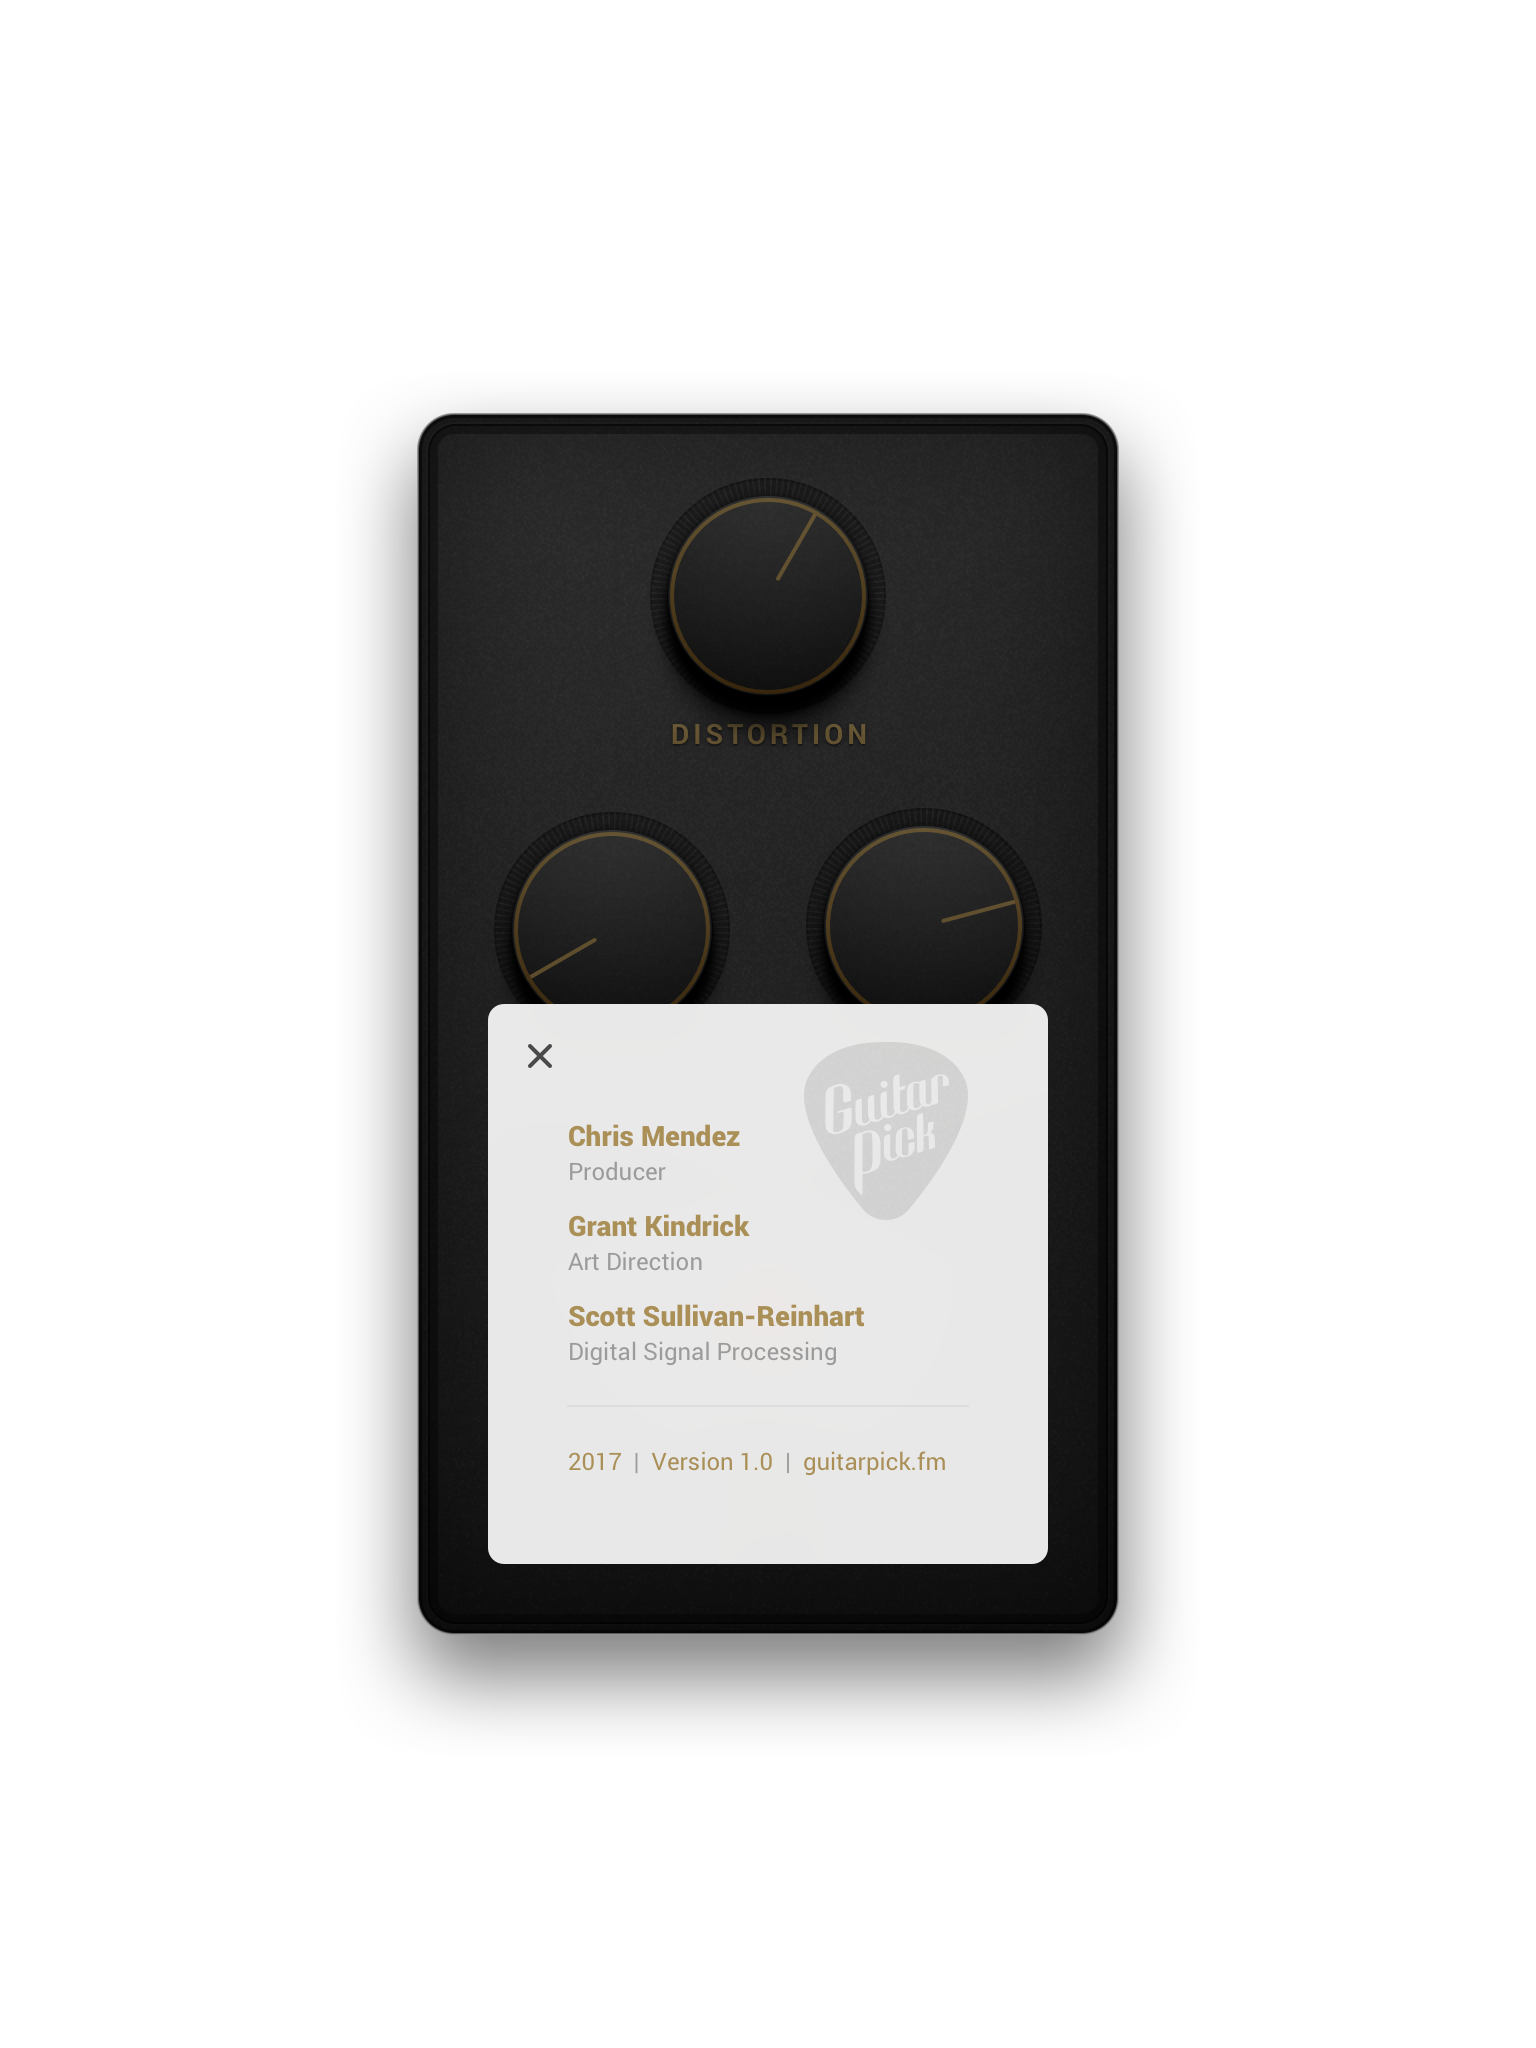 DISTORTION
Guitar
Pick
Chris Mendez
Producer
Grant Kindrick
Art Direction
Scott Sullivan-Reinhart
Digital Signal Processing
2017 | Version 1.0 | guitarpick.fm